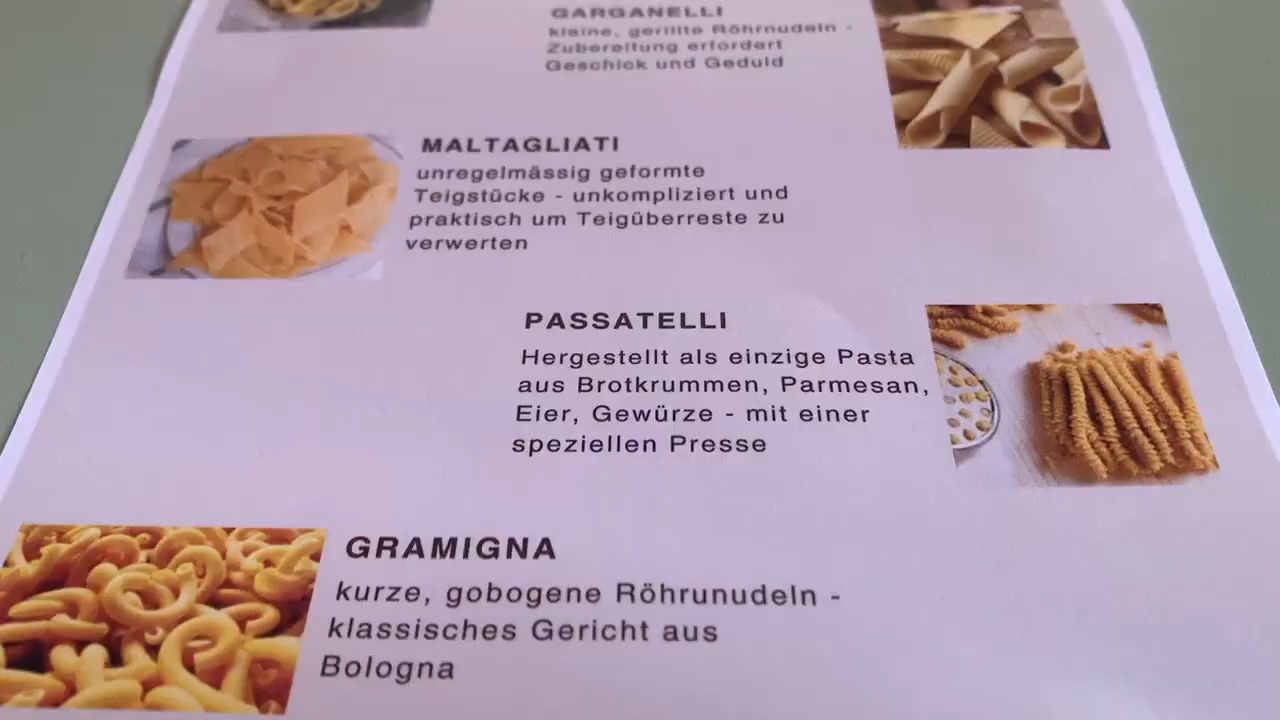 GARGANELLI
kleine, gerillte Röhrnudeln -
Zubereitung erfordert
Geschick und Geduld
MALTAGLIATI
unregelmässig geformte
Teigstücke - unkompliziert und
praktisch um Teigüberreste zu
verwerten
PASSATELLI
Hergestellt als einzige Pasta
aus Brotkrummen, Parmesan,
Eier, Gewürze - mit einer
speziellen Presse
GRAMIGNA
kurze, gobogene Röhrunudeln -
klassisches Gericht aus
Bologna